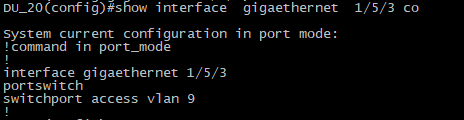 DU_20(config)#show interface  gigaethernet  1/5/3 co
System current configuration in port mode:
!command in port_mode
!
interface gigaethernet 1/5/3
portswitch
switchport access vlan 9
!